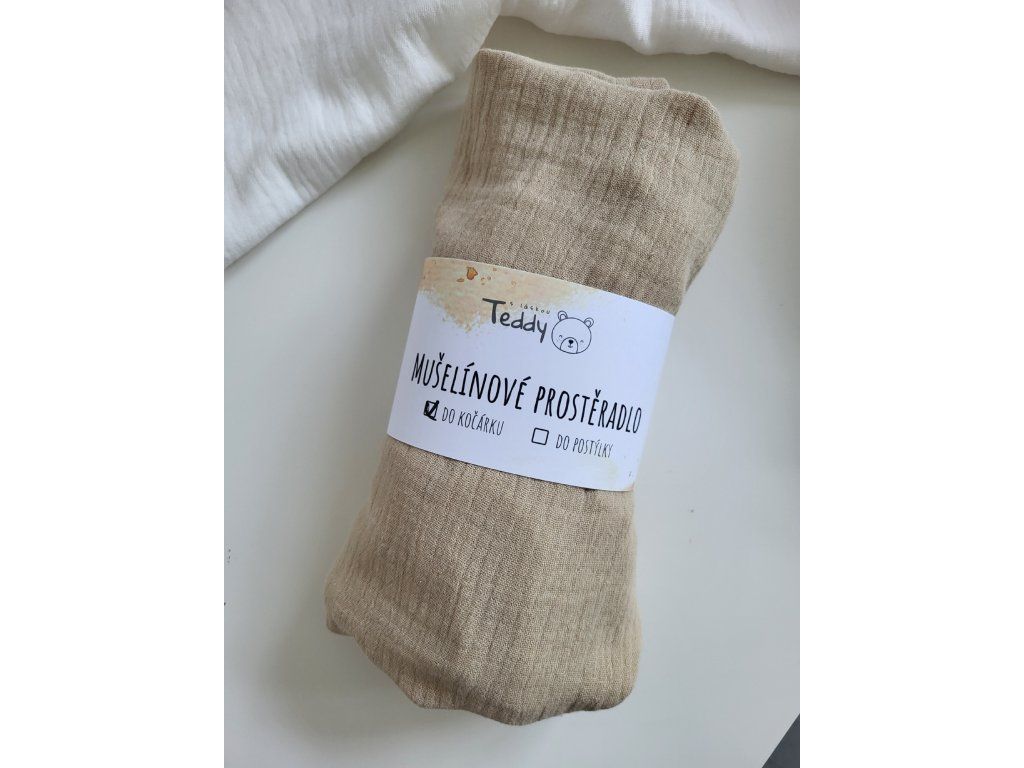 s láskou
Teddy
Mušelínové prostěradlo
do kočárku
do postýlky